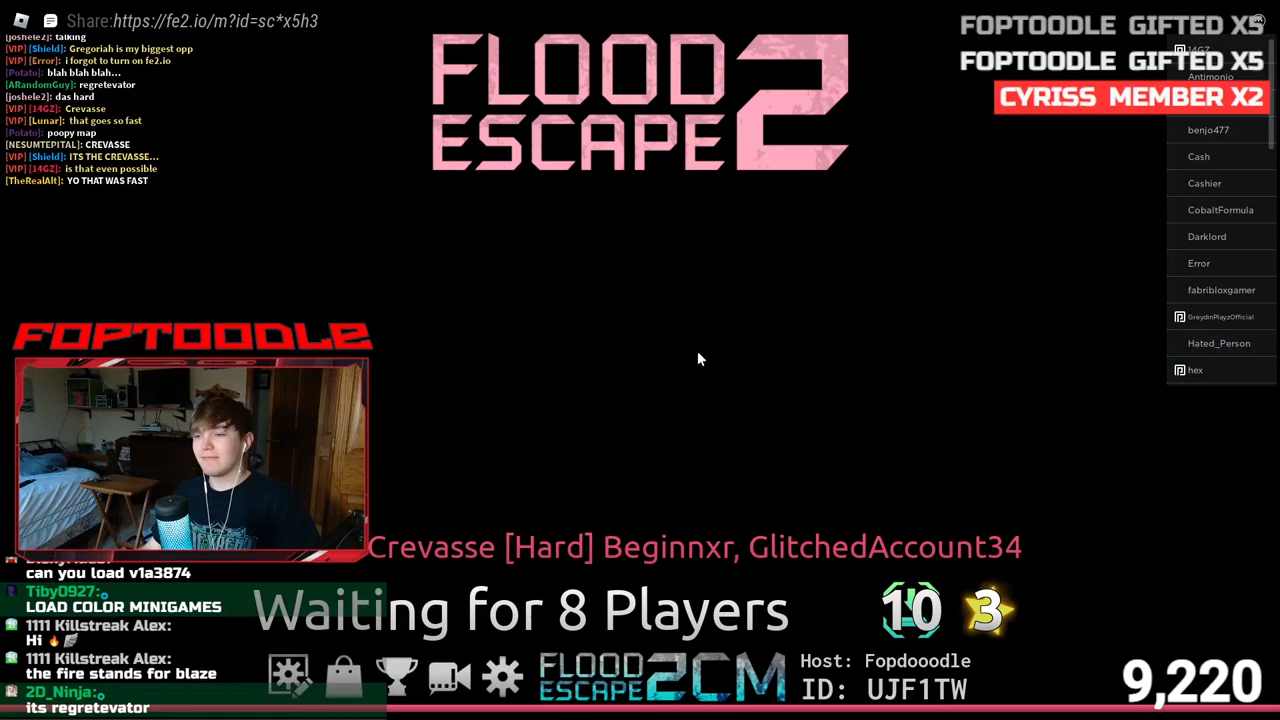 Share:https://fe2.io/m?id=sc*x5h3
[joshele2]: talking
[VIP] [Shield]: Gregoriah is my biggest opp
[VIP] [Error]: i forgot to turn on fe2.io
[Potato]: blah blah blah...
[ARandomGuy]: regretevator
[joshele2]: das hard
[VIP] [14GZ]: Crevasse
[VIP] [Lunar]: that goes so fast
[Potato]: poopy map
[NESUMTEPITAL]: CREVASSE
[VIP] [Shield]: ITS THE CREVASSE...
[VIP] [14GZ]: is that even possible
[TheRealAlt]: YO THAT WAS FAST
FLOOD
ESCAPE 2
FOPTOODLE GIFTED X5
FOPTOODLE GIFTED X5
CYRISS MEMBER X2
14GZ
Antimonio
benjo477
Cash
Cashier
CobaltFormula
Darklord
Error
fabribloxgamer
GreydinPlayzOfficial
Hated_Person
hex
FOPTOODLE
Crevasse [Hard] Beginnxr, GlitchedAccount34
Waiting for 8 Players
10
3
can you load v1a3874
Tiby0927:
LOAD COLOR MINIGAMES
1111 Killstreak Alex:
Hi
1111 Killstreak Alex:
the fire stands for blaze
2D_Ninja:
its regretevator
FLOOD
ESCAPE 2CM
Host: Fopdooodle
ID: UJF1TW
9,220